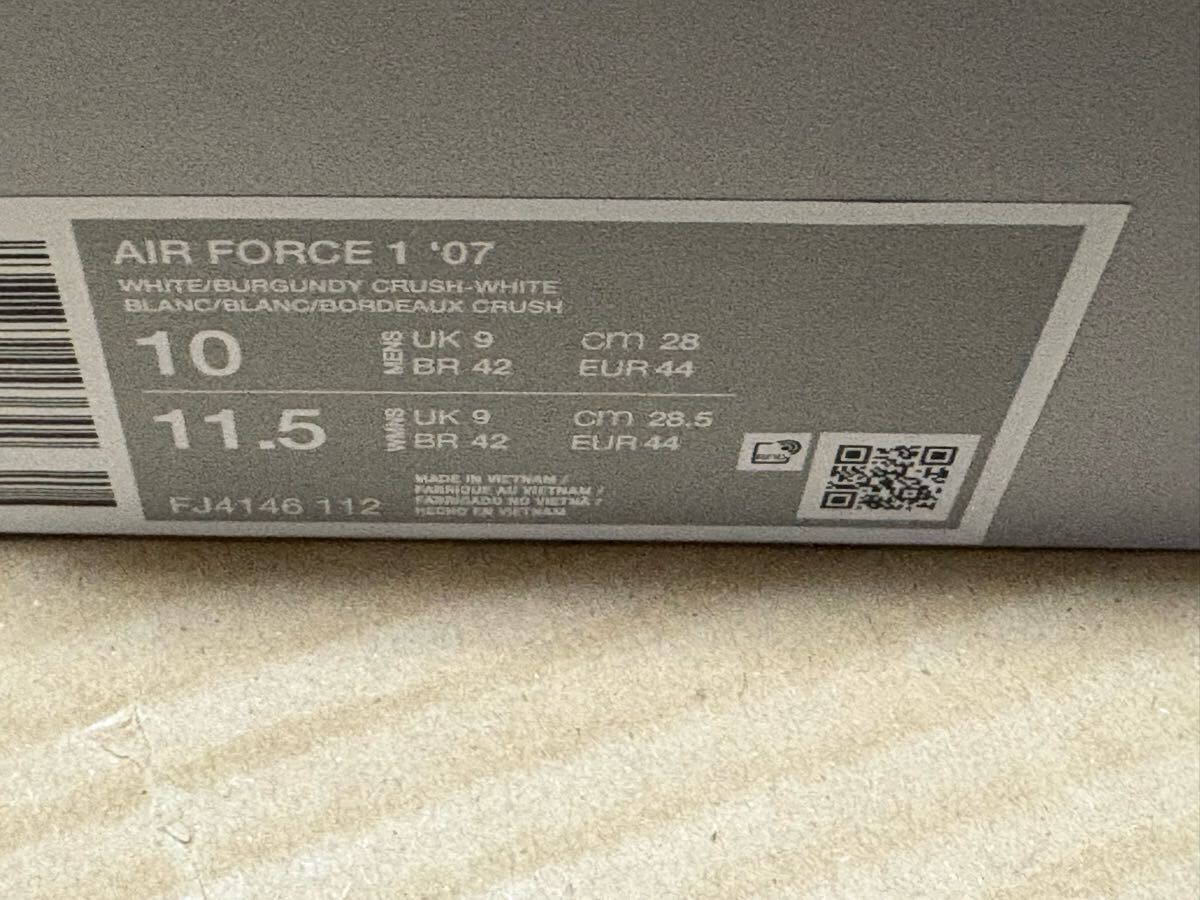 AIR FORCE 1 '07
WHITE/BURGUNDY CRUSH-WHITE
BLANC/BLANC/BORDEAUX CRUSH
10 MENS UK 9 cm 28
BR 42 EUR 44
11.5 WMNS UK 9 cm 28.5
BR 42 EUR 44
MADE IN VIETNAM /
FABRIQUE AU VIETNAM /
FABRICADO NO VIETNÃ /
HECHO EN VIETNAM
FJ4146 112